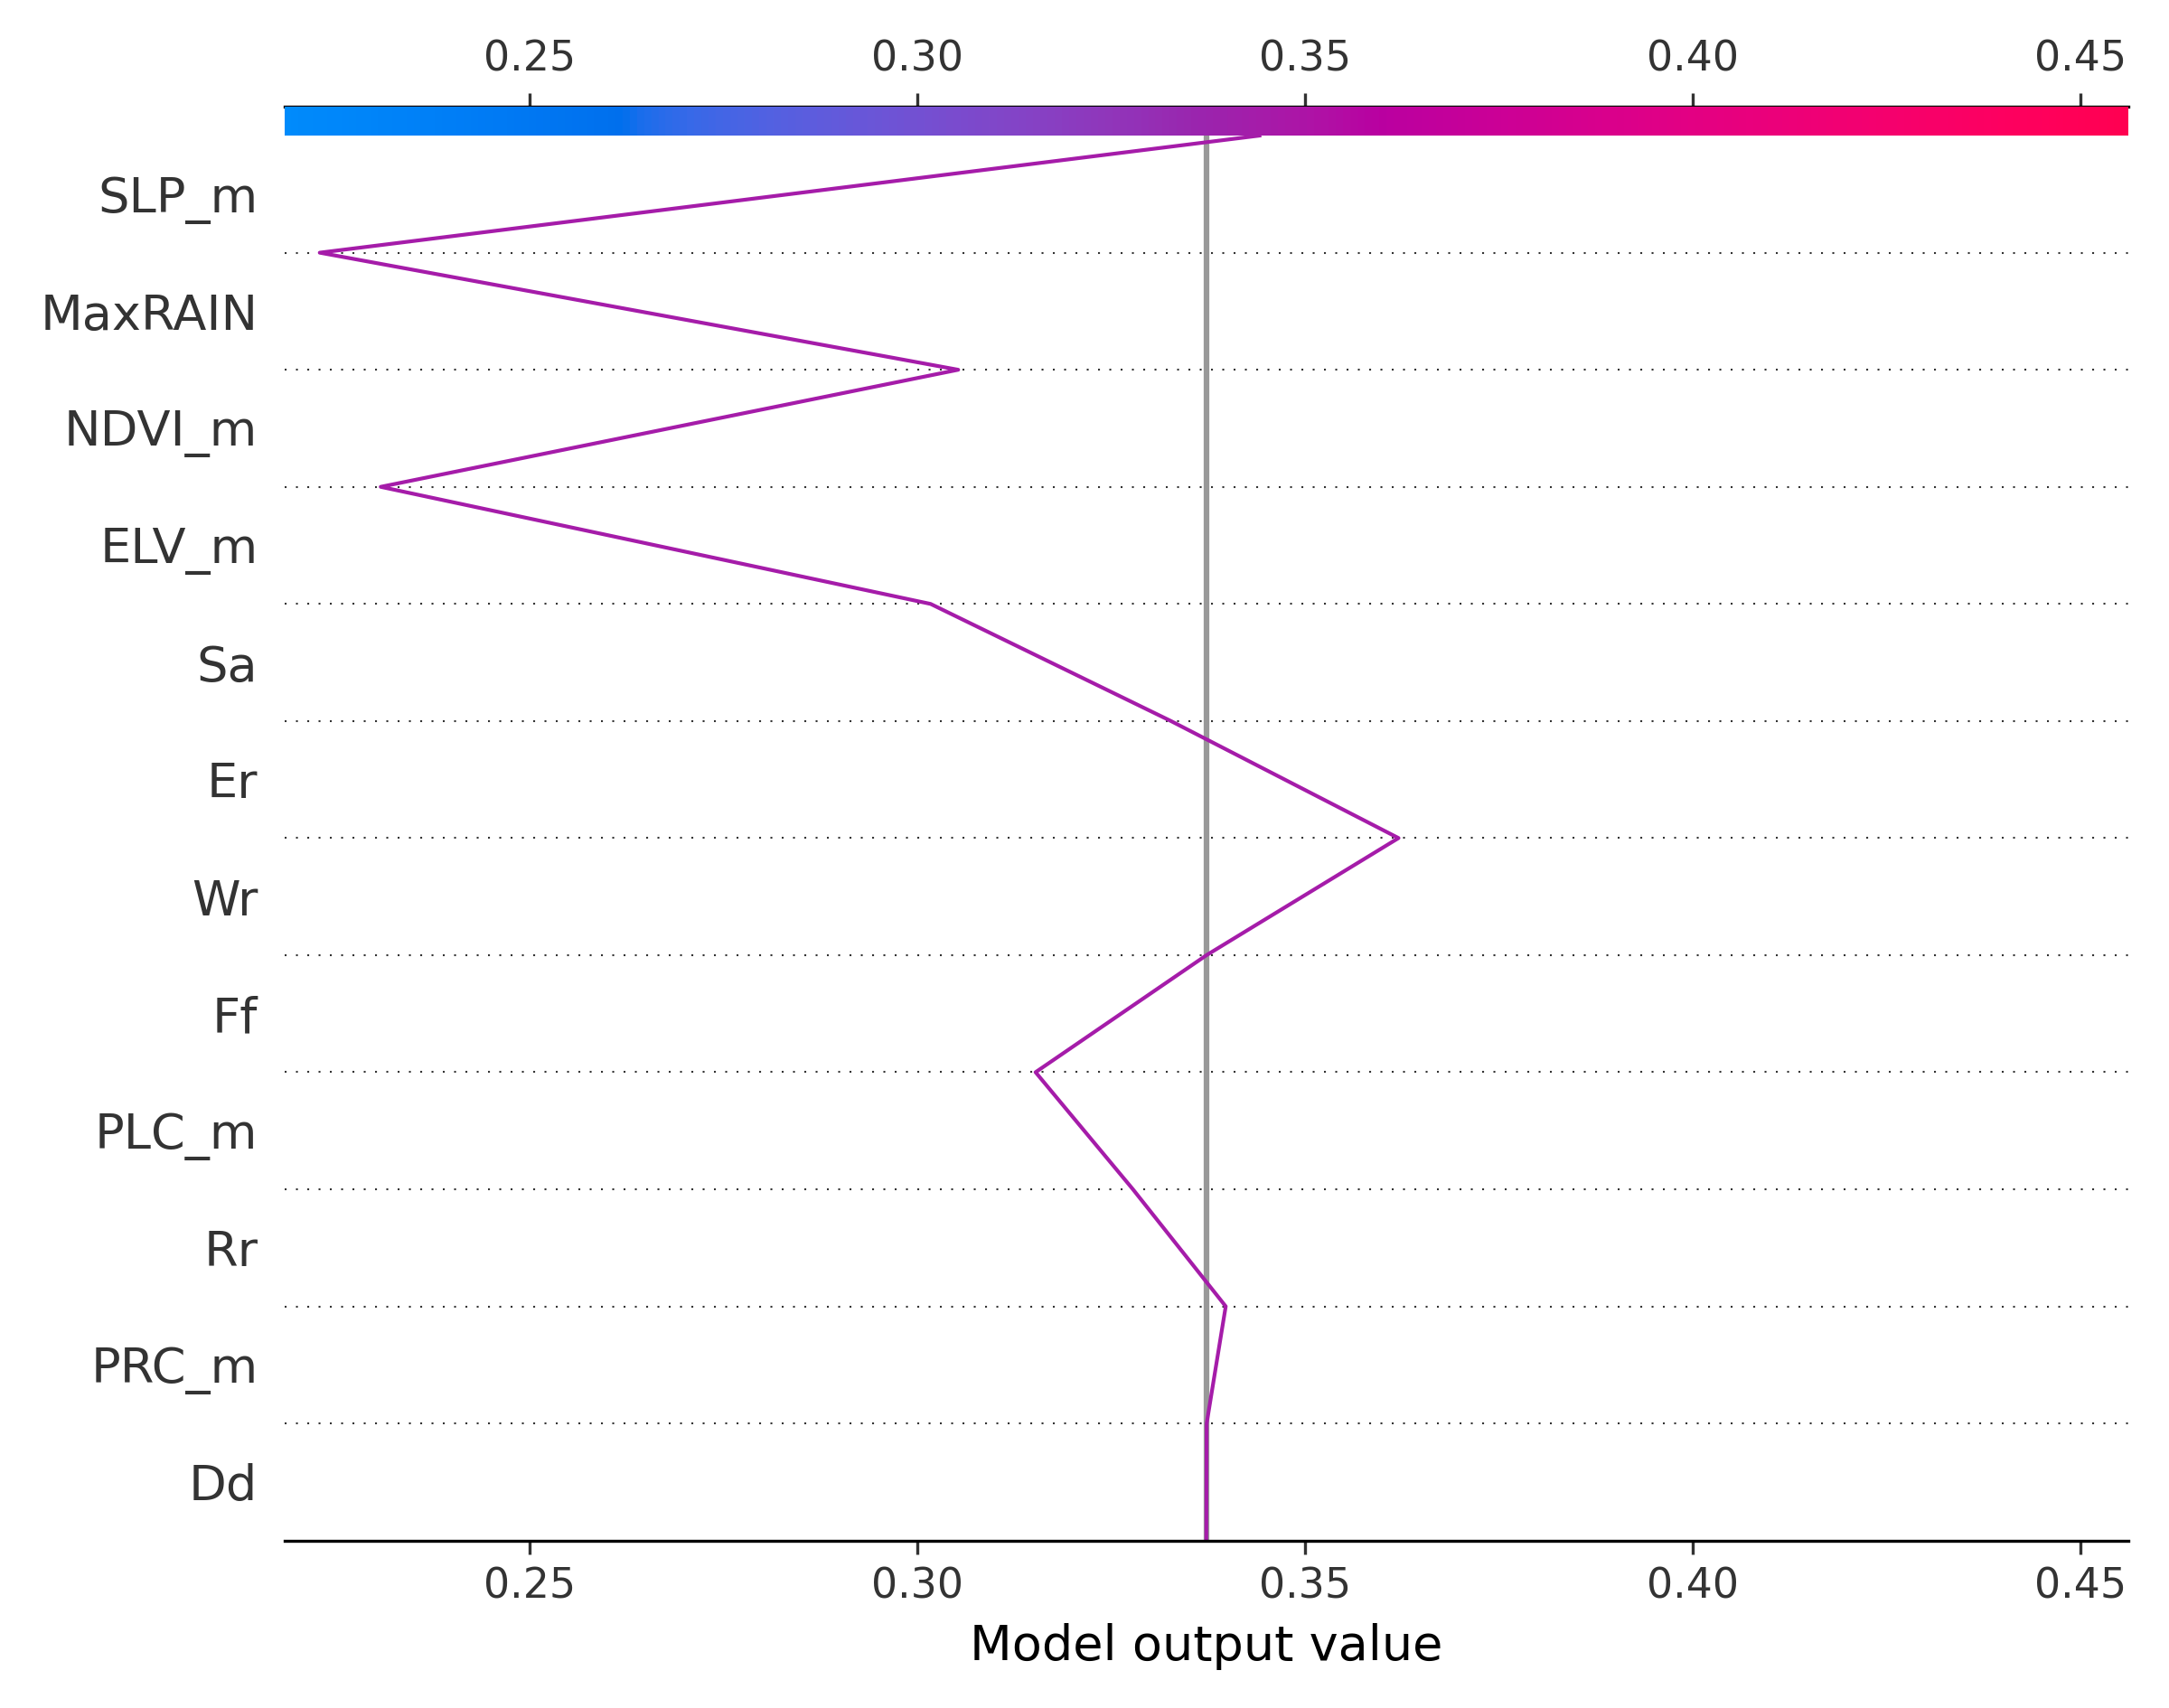 0.25 0.30 0.35 0.40 0.45
SLP_m
MaxRAIN
NDVI_m
ELV_m
Sa
Er
Wr
Ff
PLC_m
Rr
PRC_m
Dd
0.25 0.30 0.35 0.40 0.45
Model output value